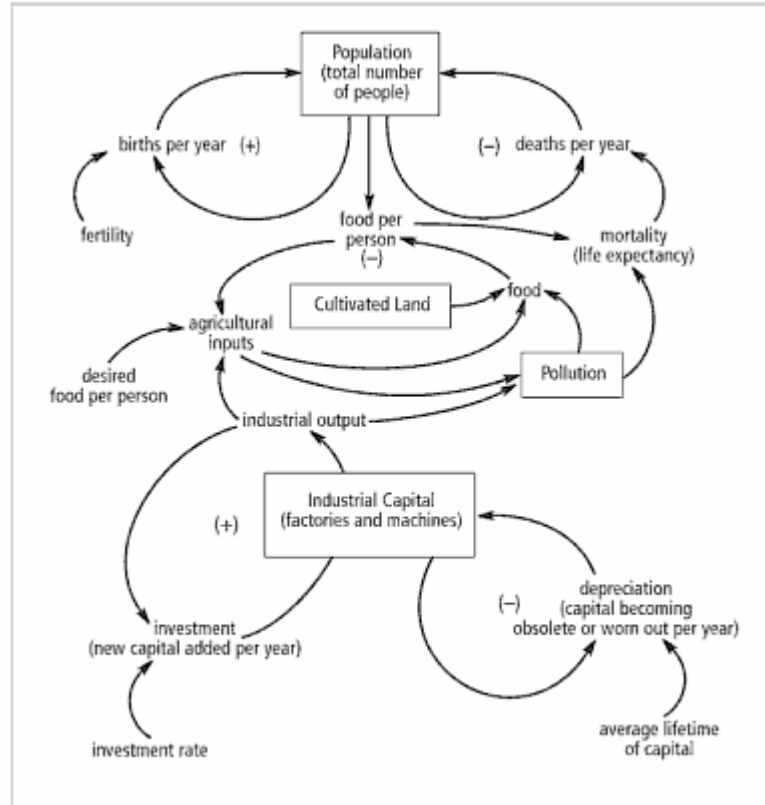 Population
(total number
of people)
births per year
(+)
(–)
deaths per year
fertility
food per
person
(–)
mortality
(life expectancy)
Cultivated Land
food
agricultural
inputs
desired
food per person
Pollution
industrial output
Industrial Capital
(factories and machines)
(+)
depreciation
(capital becoming
obsolete or worn out per year)
(–)
investment
(new capital added per year)
investment rate
average lifetime
of capital